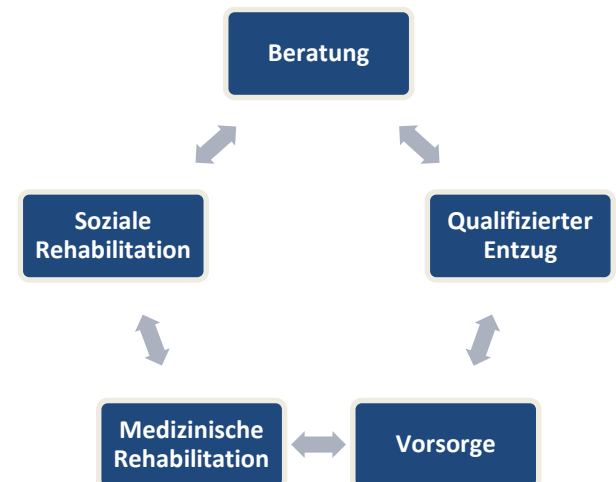 Beratung
Soziale
Rehabilitation
Qualifizierter
Entzug
Medizinische
Rehabilitation
Vorsorge